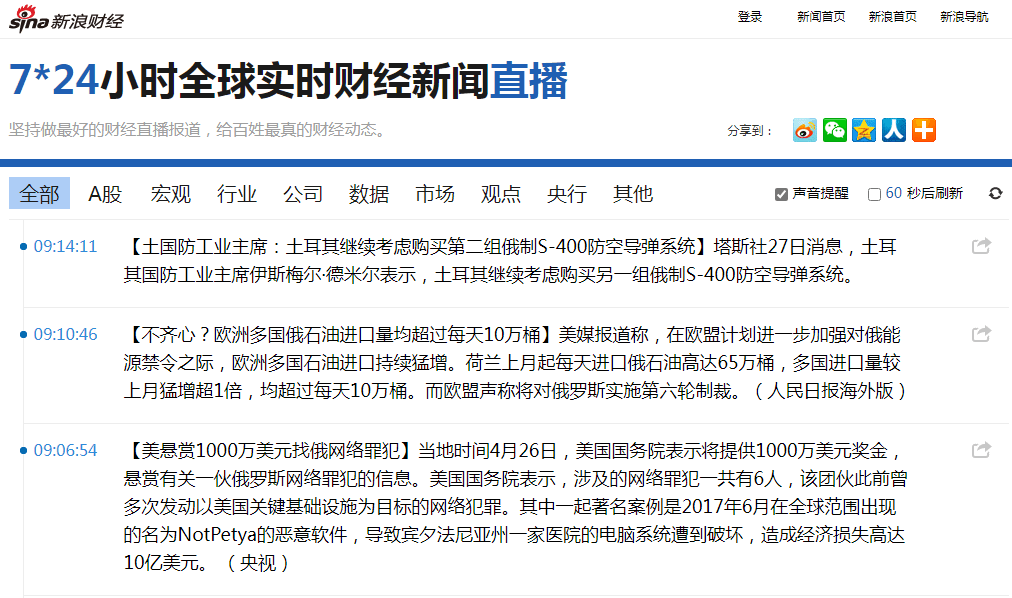 sina新浪财经
登录 新闻首页 新浪首页 新浪导航
7*24小时全球实时财经新闻直播
坚持做最好的财经直播报道，给百姓最真的财经动态。
分享到：
全部 A股 宏观 行业 公司 数据 市场 观点 央行 其他
声音提醒 60 秒后刷新
09:14:11 【土国防工业主席：土耳其继续考虑购买第二组俄制S-400防空导弹系统】塔斯社27日消息，土耳
其国防工业主席伊斯梅尔·德米尔表示，土耳其继续考虑购买另一组俄制S-400防空导弹系统。
09:10:46 【不齐心？欧洲多国俄石油进口量均超过每天10万桶】美媒报道称，在欧盟计划进一步加强对俄能
源禁令之际，欧洲多国石油进口持续猛增。荷兰上月起每天进口俄石油高达65万桶，多国进口量较
上月猛增超1倍，均超过每天10万桶。而欧盟声称将对俄罗斯实施第六轮制裁。（人民日报海外版）
09:06:54 【美悬赏1000万美元找俄网络罪犯】当地时间4月26日，美国国务院表示将提供1000万美元奖金，
悬赏有关一伙俄罗斯网络罪犯的信息。美国国务院表示，涉及的网络罪犯一共有6人，该团伙此前曾
多次发动以美国关键基础设施为目标的网络犯罪。其中一起著名案例是2017年6月在全球范围出现
的名为NotPetya的恶意软件，导致宾夕法尼亚州一家医院的电脑系统遭到破坏，造成经济损失高达
10亿美元。（央视）